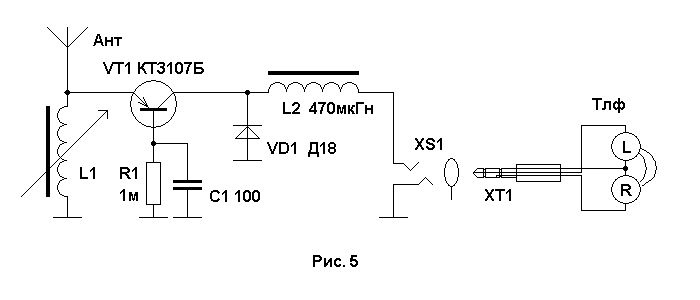 Ант
VT1 КТ3107Б
L2 470мкГн
Тлф
XS1
L
VD1 Д18
L1
R1
1м
C1 100
XT1
R
Рис. 5